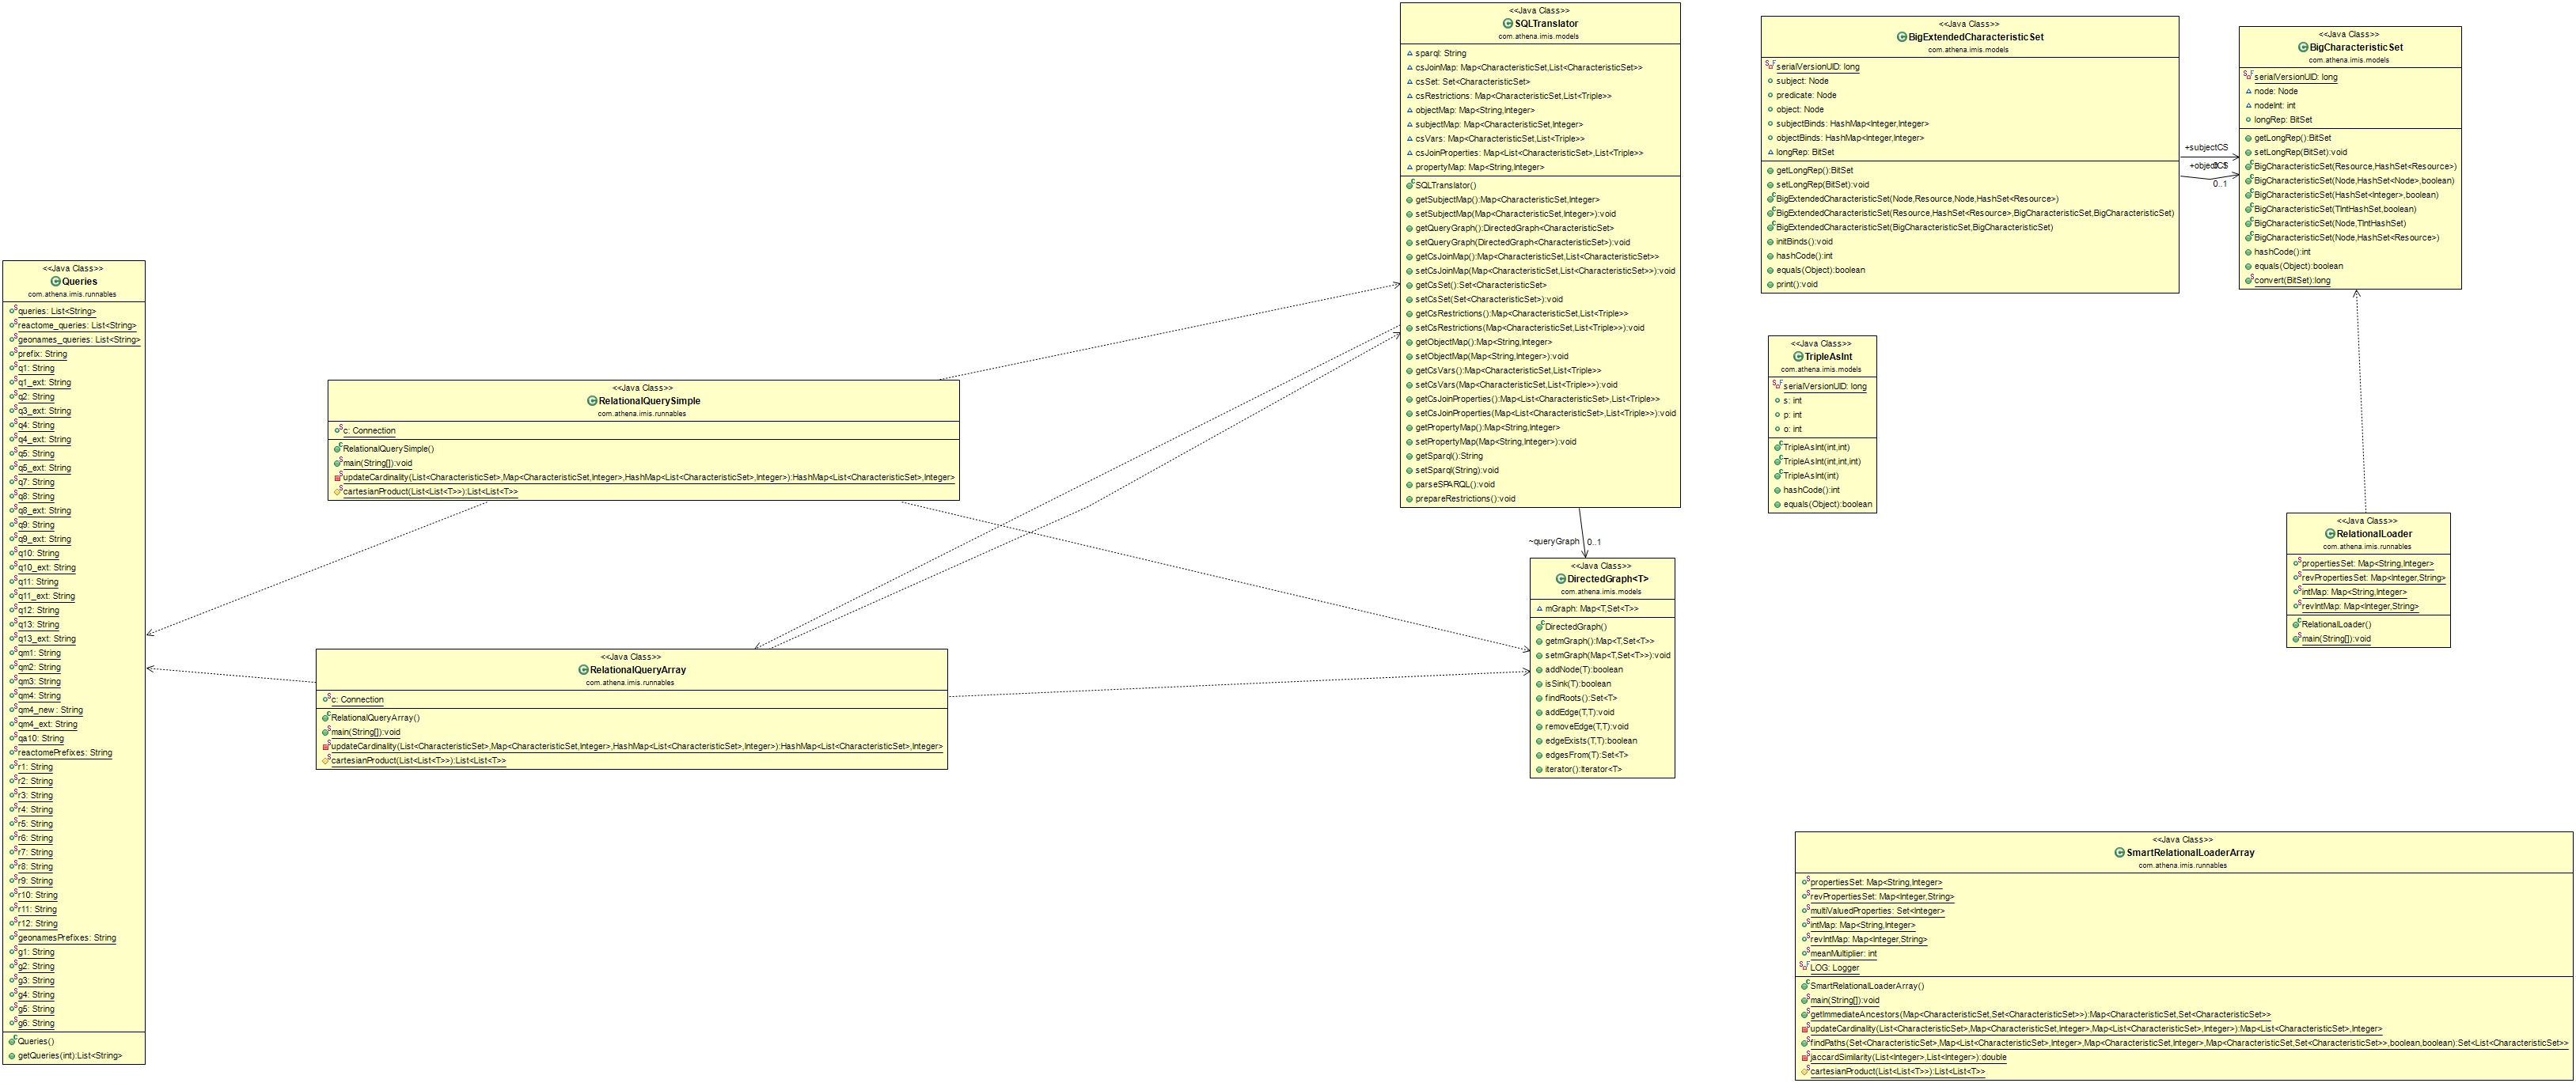 <<Java Class>>
Queries
com.athena.imis.runnables
queries: List<String>
reactome_queries: List<String>
geonames_queries: List<String>
prefix: String
q1: String
q1_ext: String
q2: String
q3_ext: String
q4: String
q4_ext: String
q5: String
q5_ext: String
q7: String
q8: String
q8_ext: String
q9: String
q9_ext: String
q10: String
q10_ext: String
q11: String
q11_ext: String
q12: String
q13: String
q13_ext: String
qm1: String
qm2: String
qm3: String
qm4: String
qm4_new : String
qm4_ext: String
qa10: String
reactomePrefixes: String
r1: String
r2: String
r3: String
r4: String
r5: String
r6: String
r7: String
r8: String
r9: String
r10: String
r11: String
r12: String
geonamesPrefixes: String
g1: String
g2: String
g3: String
g4: String
g5: String
g6: String
Queries()
getQueries(int):List<String>
<<Java Class>>
RelationalQuerySimple
com.athena.imis.runnables
c: Connection
RelationalQuerySimple()
main(String[]):void
updateCardinality(List<CharacteristicSet>,Map<CharacteristicSet,Integer>,HashMap<List<CharacteristicSet>,Integer>):HashMap<List<CharacteristicSet>,Integer>
cartesianProduct(List<List<T>>):List<List<T>>
<<Java Class>>
RelationalQueryArray
com.athena.imis.runnables
c: Connection
RelationalQueryArray()
main(String[]):void
updateCardinality(List<CharacteristicSet>,Map<CharacteristicSet,Integer>,HashMap<List<CharacteristicSet>,Integer>):HashMap<List<CharacteristicSet>,Integer>
cartesianProduct(List<List<T>>):List<List<T>>
<<Java Class>>
SQLTranslator
com.athena.imis.models
sparql: String
csJoinMap: Map<CharacteristicSet,List<CharacteristicSet>>
csSet: Set<CharacteristicSet>
csRestrictions: Map<CharacteristicSet,List<Triple>>
objectMap: Map<String,Integer>
subjectMap: Map<CharacteristicSet,Integer>
csVars: Map<CharacteristicSet,List<Triple>>
csJoinProperties: Map<List<CharacteristicSet>,List<Triple>>
propertyMap: Map<String,Integer>
SQLTranslator()
getSubjectMap():Map<CharacteristicSet,Integer>
setSubjectMap(Map<CharacteristicSet,Integer>):void
getQueryGraph():DirectedGraph<CharacteristicSet>
setQueryGraph(DirectedGraph<CharacteristicSet>):void
getCsJoinMap():Map<CharacteristicSet,List<CharacteristicSet>>
setCsJoinMap(Map<CharacteristicSet,List<CharacteristicSet>>):void
getCsSet():Set<CharacteristicSet>
setCsSet(Set<CharacteristicSet>):void
getCsRestrictions():Map<CharacteristicSet,List<Triple>>
setCsRestrictions(Map<CharacteristicSet,List<Triple>>):void
getObjectMap():Map<String,Integer>
setObjectMap(Map<String,Integer>):void
getCsVars():Map<CharacteristicSet,List<Triple>>
setCsVars(Map<CharacteristicSet,List<Triple>>):void
getCsJoinProperties():Map<List<CharacteristicSet>,List<Triple>>
setCsJoinProperties(Map<List<CharacteristicSet>,List<Triple>>):void
getPropertyMap():Map<String,Integer>
setPropertyMap(Map<String,Integer>):void
getSparql():String
setSparql(String):void
parseSPARQL():void
prepareRestrictions():void
~queryGraph 0..1
<<Java Class>>
DirectedGraph<T>
com.athena.imis.models
mGraph: Map<T,Set<T>>
DirectedGraph()
getmGraph():Map<T,Set<T>>
setmGraph(Map<T,Set<T>>):void
addNode(T):boolean
isSink(T):boolean
findRoots():Set<T>
addEdge(T,T):void
removeEdge(T,T):void
edgeExists(T,T):boolean
edgesFrom(T):Set<T>
iterator():Iterator<T>
<<Java Class>>
BigExtendedCharacteristicSet
com.athena.imis.models
serialVersionUID: long
subject: Node
predicate: Node
object: Node
subjectBinds: HashMap<Integer,Integer>
objectBinds: HashMap<Integer,Integer>
longRep: BitSet
getLongRep():BitSet
setLongRep(BitSet):void
BigExtendedCharacteristicSet(Node,Resource,Node,HashSet<Resource>)
BigExtendedCharacteristicSet(Resource,HashSet<Resource>,BigCharacteristicSet,BigCharacteristicSet)
BigExtendedCharacteristicSet(BigCharacteristicSet,BigCharacteristicSet)
initBinds():void
hashCode():int
equals(Object):boolean
print():void
+subjectCS
+objectCS
0..1
<<Java Class>>
BigCharacteristicSet
com.athena.imis.models
serialVersionUID: long
node: Node
nodeInt: int
longRep: BitSet
getLongRep():BitSet
setLongRep(BitSet):void
BigCharacteristicSet(Resource,HashSet<Resource>)
BigCharacteristicSet(Node,HashSet<Node>,boolean)
BigCharacteristicSet(HashSet<Integer>,boolean)
BigCharacteristicSet(TIntHashSet,boolean)
BigCharacteristicSet(Node,TIntHashSet)
BigCharacteristicSet(Node,HashSet<Resource>)
hashCode():int
equals(Object):boolean
convert(BitSet):long
<<Java Class>>
TripleAsInt
com.athena.imis.models
serialVersionUID: long
s: int
p: int
o: int
TripleAsInt(int,int)
TripleAsInt(int,int,int)
TripleAsInt(int)
hashCode():int
equals(Object):boolean
<<Java Class>>
RelationalLoader
com.athena.imis.runnables
propertiesSet: Map<String,Integer>
revPropertiesSet: Map<Integer,String>
intMap: Map<String,Integer>
revIntMap: Map<Integer,String>
RelationalLoader()
main(String[]):void
<<Java Class>>
SmartRelationalLoaderArray
com.athena.imis.runnables
propertiesSet: Map<String,Integer>
revPropertiesSet: Map<Integer,String>
multiValuedProperties: Set<Integer>
intMap: Map<String,Integer>
revIntMap: Map<Integer,String>
meanMultiplier: int
LOG: Logger
SmartRelationalLoaderArray()
main(String[]):void
getImmediateAncestors(Map<CharacteristicSet,Set<CharacteristicSet>>):Map<CharacteristicSet,Set<CharacteristicSet>>
updateCardinality(List<CharacteristicSet>,Map<CharacteristicSet,Integer>,Map<List<CharacteristicSet>,Integer>):Map<List<CharacteristicSet>,Integer>
findPaths(Set<CharacteristicSet>,Map<List<CharacteristicSet>,Integer>,Map<CharacteristicSet,Integer>,Map<CharacteristicSet,Set<CharacteristicSet>>,boolean,boolean):Set<List<CharacteristicSet>>
jaccardSimilarity(List<Integer>,List<Integer>):double
cartesianProduct(List<List<T>>):List<List<T>>